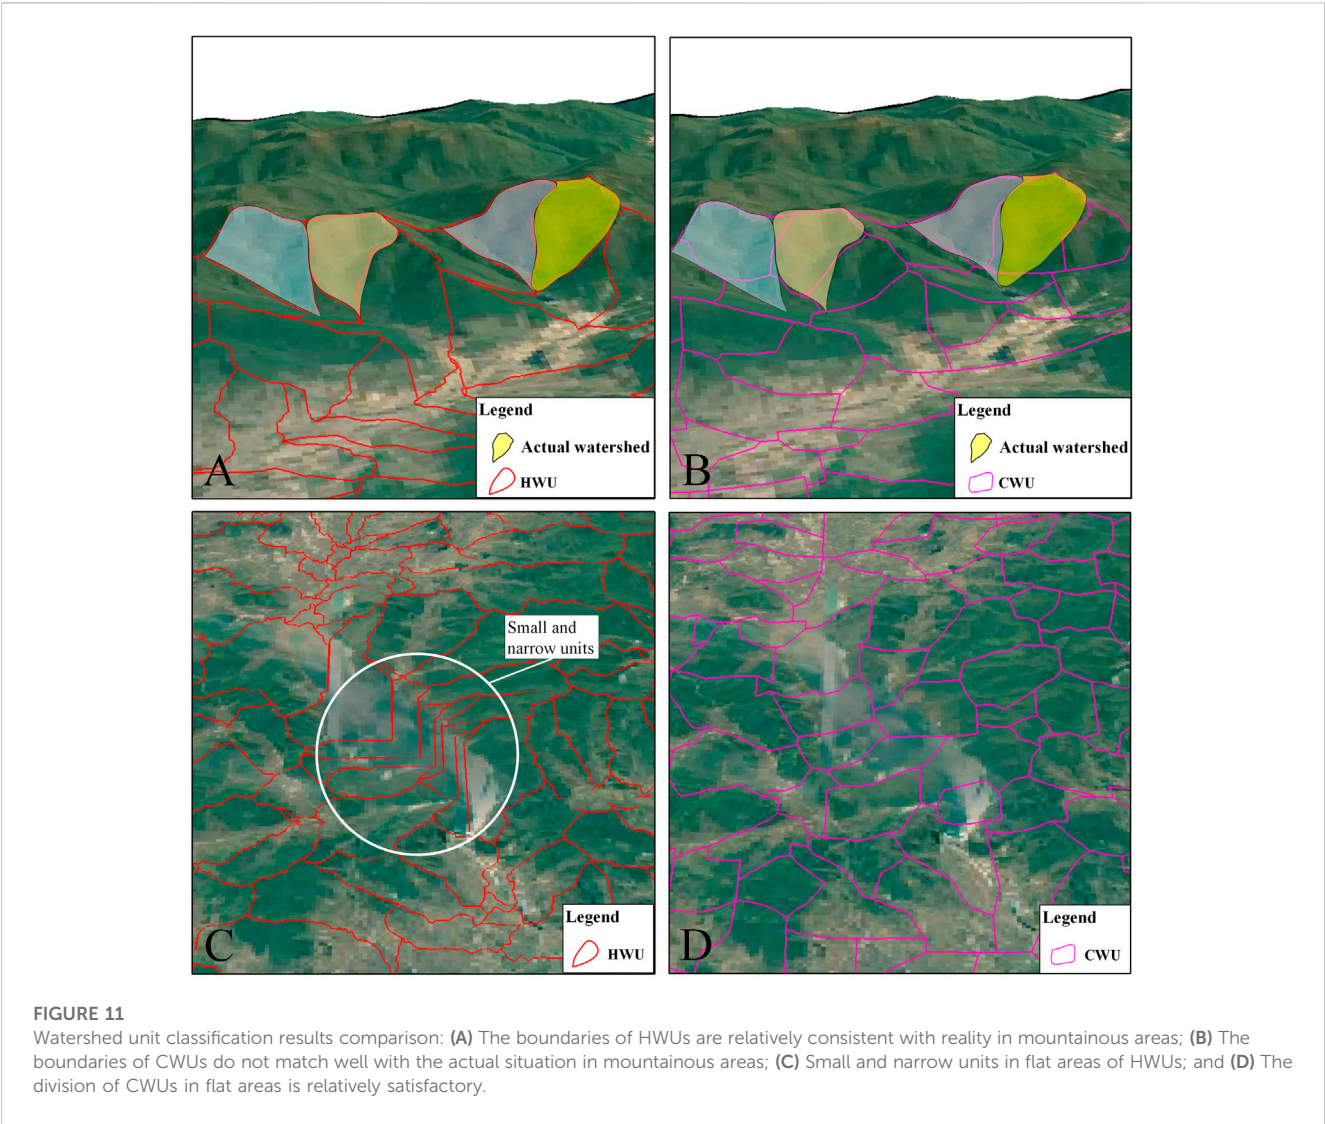 Legend
Actual watershed
HWU
A
Legend
Actual watershed
CWU
B
Small and
narrow units
Legend
HWU
C
Legend
CWU
D
FIGURE 11
Watershed unit classification results comparison: (A) The boundaries of HWUs are relatively consistent with reality in mountainous areas; (B) The
boundaries of CWUs do not match well with the actual situation in mountainous areas; (C) Small and narrow units in flat areas of HWUs; and (D) The
division of CWUs in flat areas is relatively satisfactory.